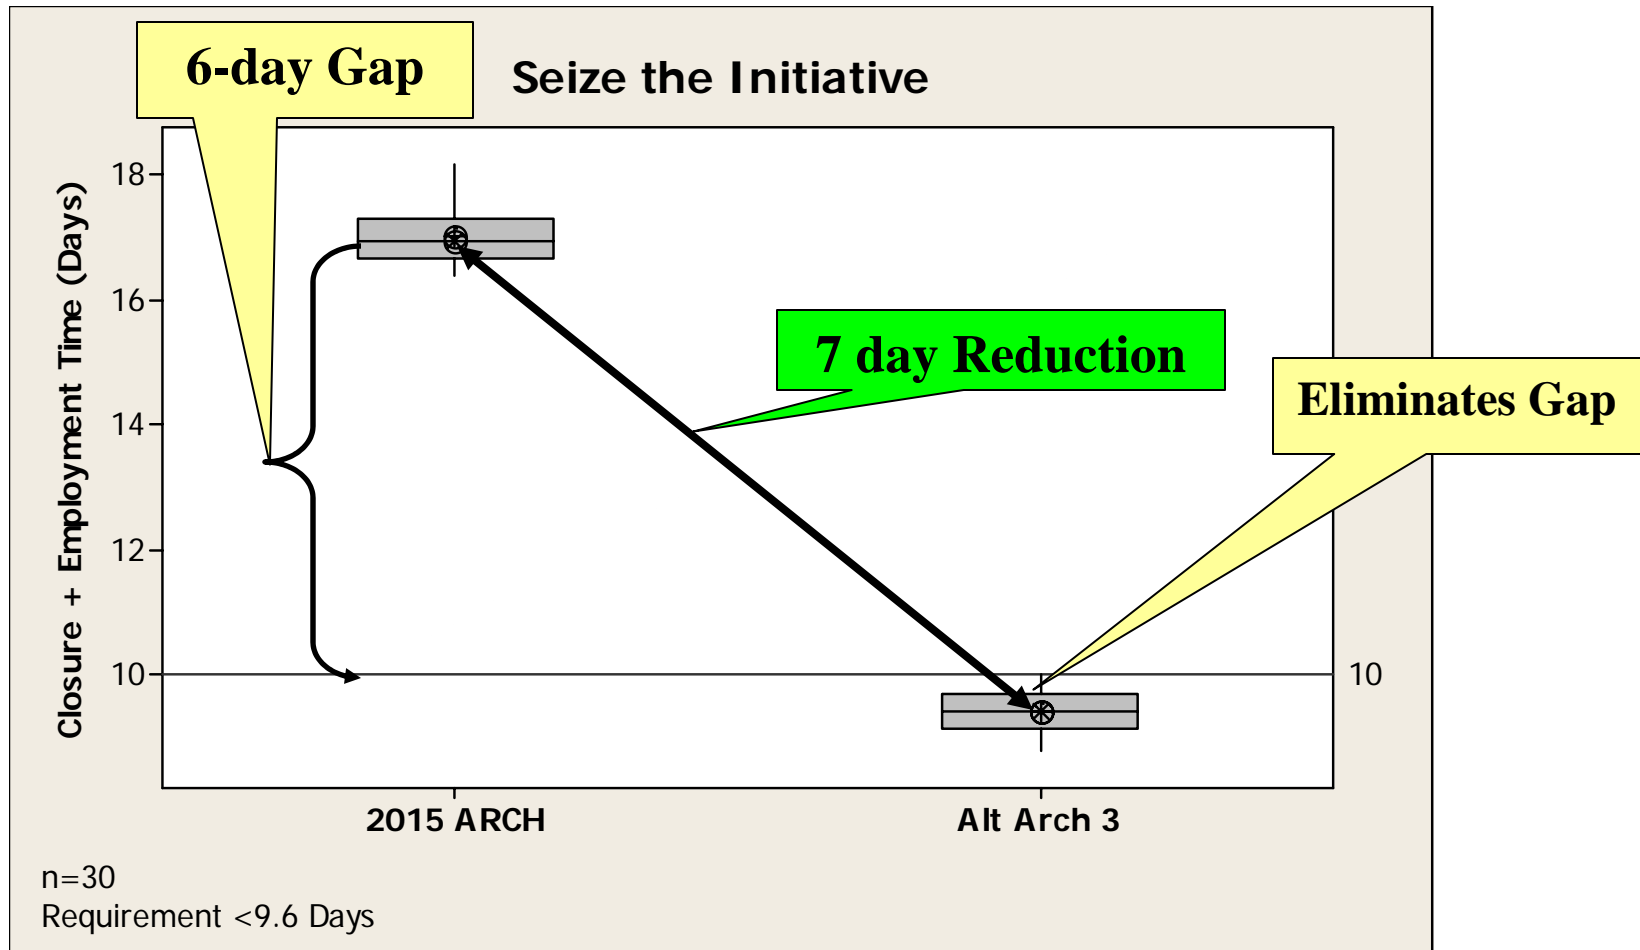 6-day Gap
Seize the Initiative
7 day Reduction
Eliminates Gap
Closure + Employment Time (Days)
18
16
14
12
10
10
2015 ARCH
Alt Arch 3
n=30
Requirement <9.6 Days